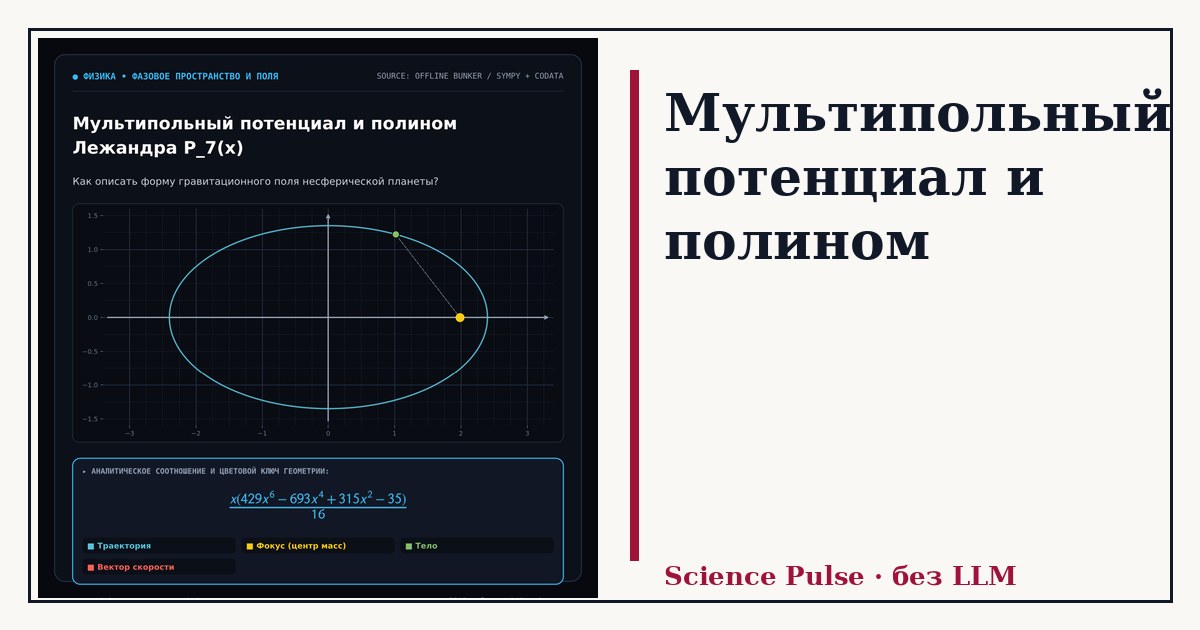 ● ФИЗИКА • ФАЗОВОЕ ПРОСТРАНСТВО И ПОЛЯ
SOURCE: OFFLINE BUNKER / SYMPY + CODATA
Мультипольный потенциал и полином
Лежандра P_7(x)
Как описать форму гравитационного поля несферической планеты?
1.5
1.0
0.5
0.0
−0.5
−1.0
−1.5
−3 −2 −1 0 1 2 3
• АНАЛИТИЧЕСКОЕ СООТНОШЕНИЕ И ЦВЕТОВОЙ КЛЮЧ ГЕОМЕТРИИ:
x(429x⁶ − 693x⁴ + 315x² − 35)
16
■ Траектория ■ Фокус (центр масс) ■ Тело
■ Вектор скорости
Мультипольный
потенциал и
полином
Science Pulse · без LLM